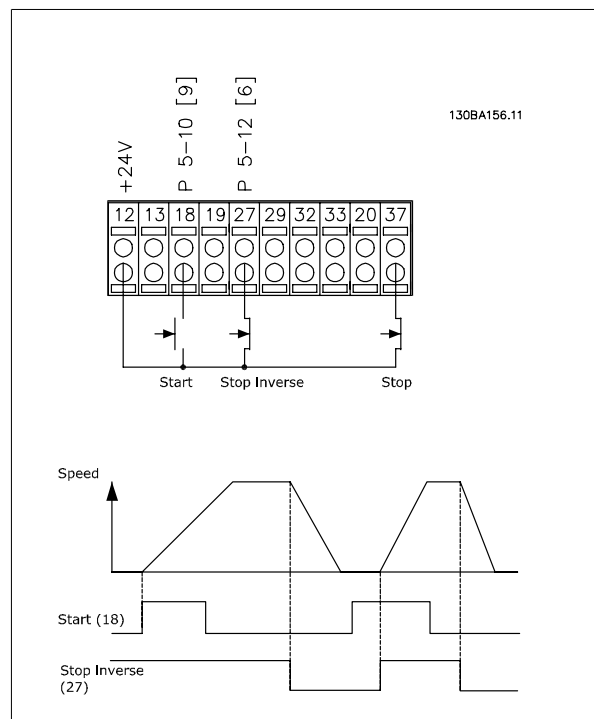 130BA156.11
+24V
P 5-10 [9]
P 5-12 [6]
12 13 18 19 27 29 32 33 20 37
Start Stop Inverse Stop
Speed
Start (18)
Stop Inverse
(27)